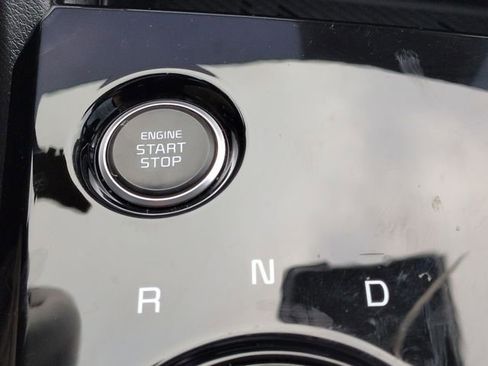 ENGINE
START
STOP
R N D